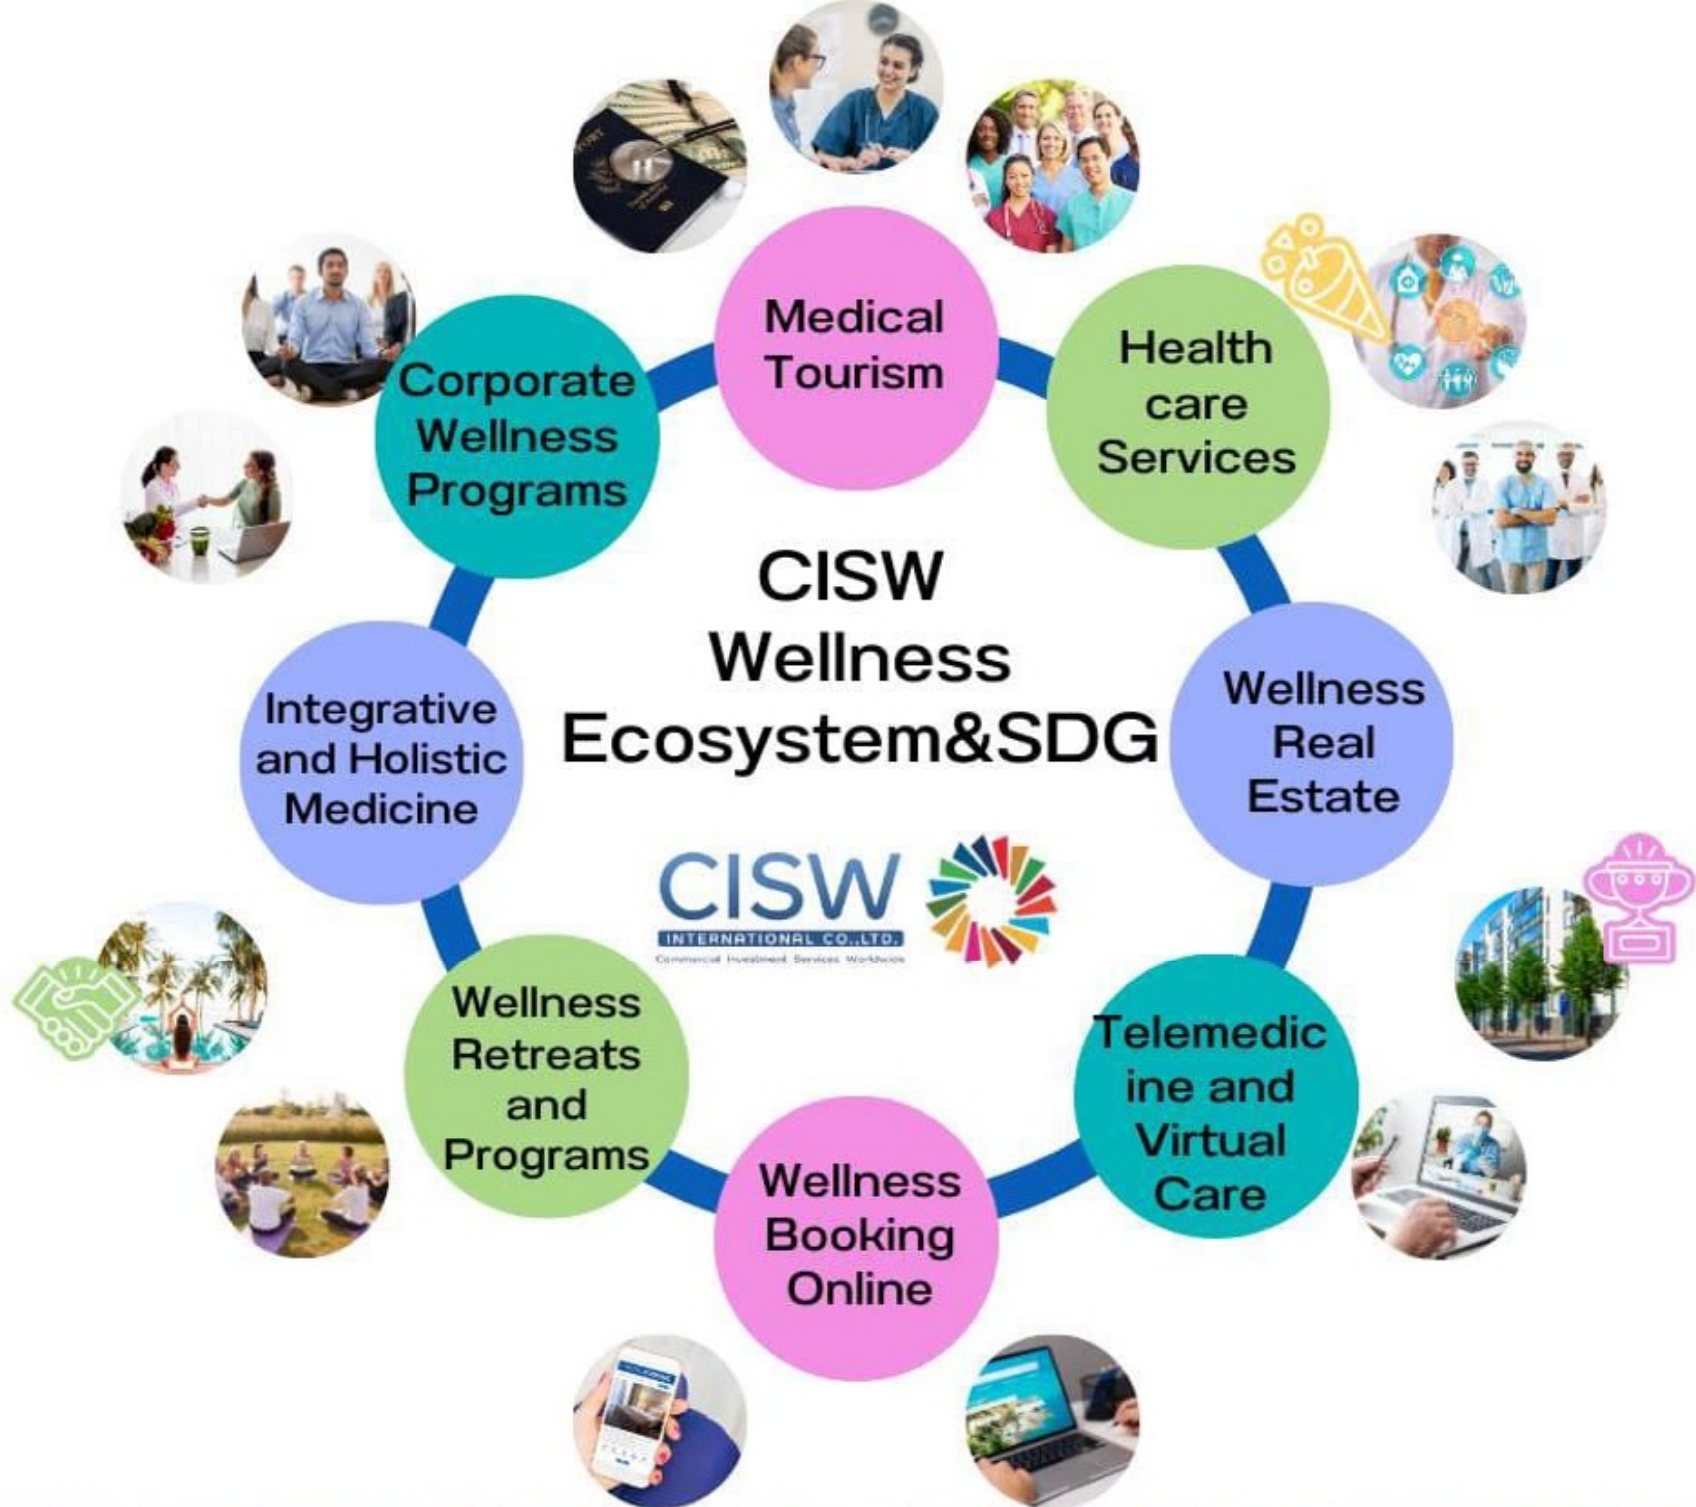 Medical
Tourism
Health
care
Services
Corporate
Wellness
Programs
CISW
Wellness
Ecosystem&SDG
Wellness
Real
Estate
Integrative
and Holistic
Medicine
CISW
INTERNATIONAL CO.,LTD.
Commercial Investment Services Worldwide
Wellness
Retreats
and
Programs
Telemedic
ine and
Virtual
Care
Wellness
Booking
Online